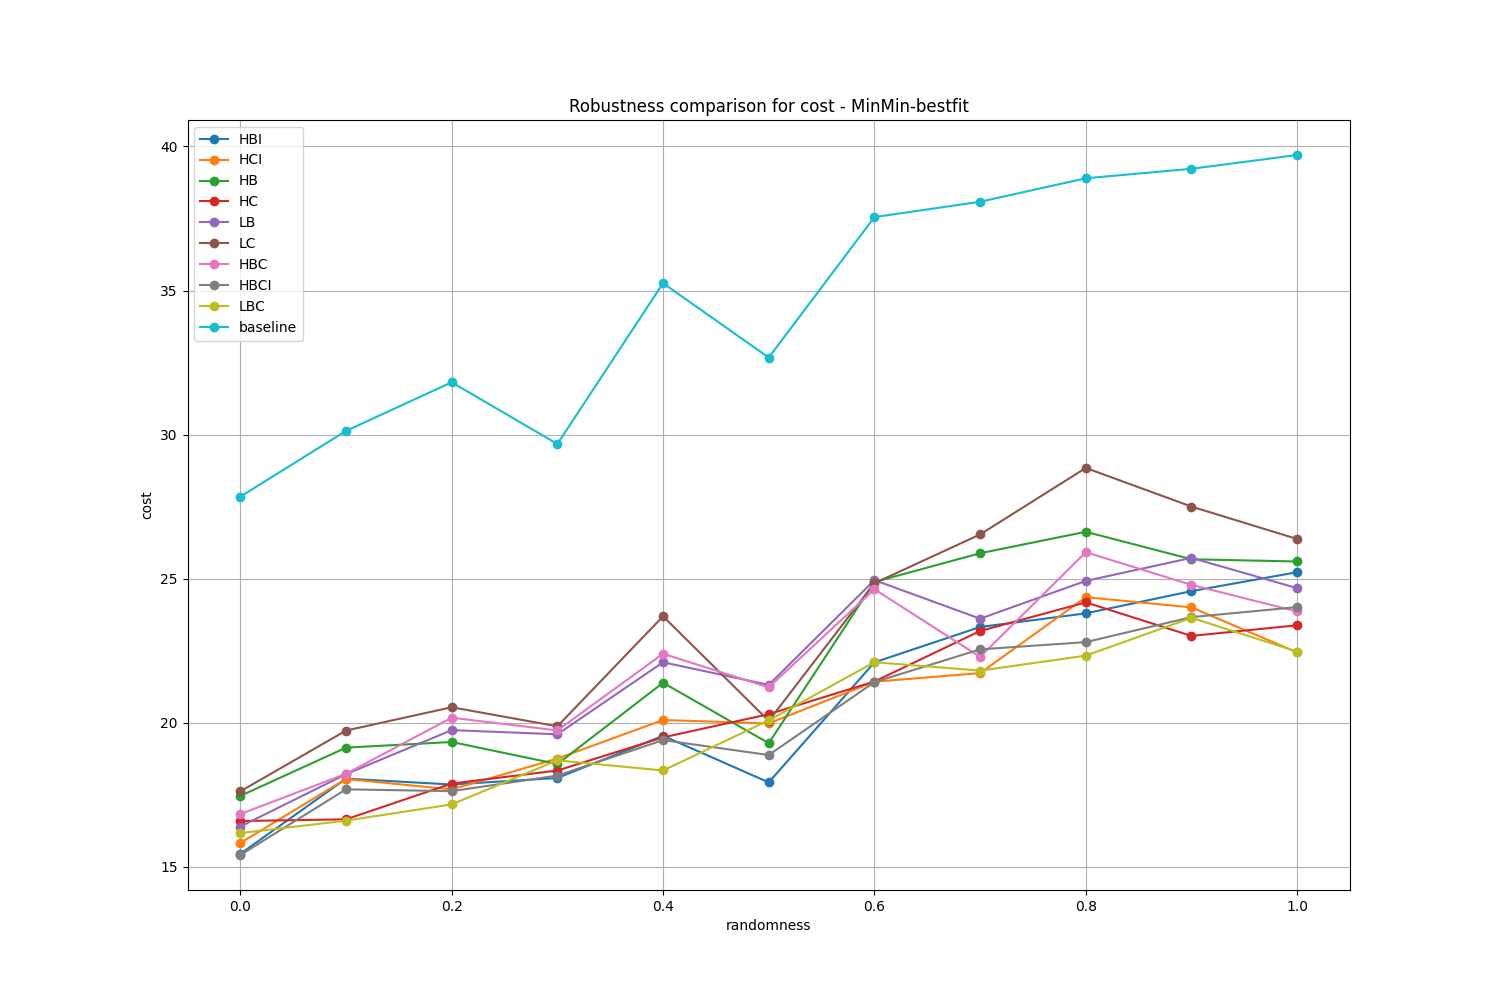 Robustness comparison for cost - MinMin-bestfit
HBI
HCI
HB
HC
LB
LC
HBC
HBCI
LBC
baseline
40
35
30
25
20
15
cost
0.0 0.2 0.4 0.6 0.8 1.0
randomness